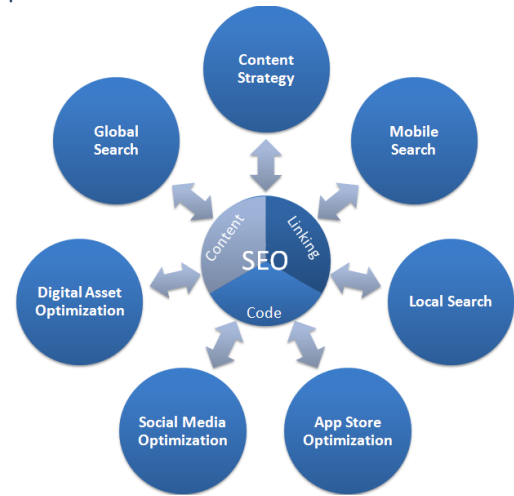 Content
Strategy
Global
Search
Mobile
Search
Content
Linking
SEO
Code
Digital Asset
Optimization
Local Search
Social Media
Optimization
App Store
Optimization